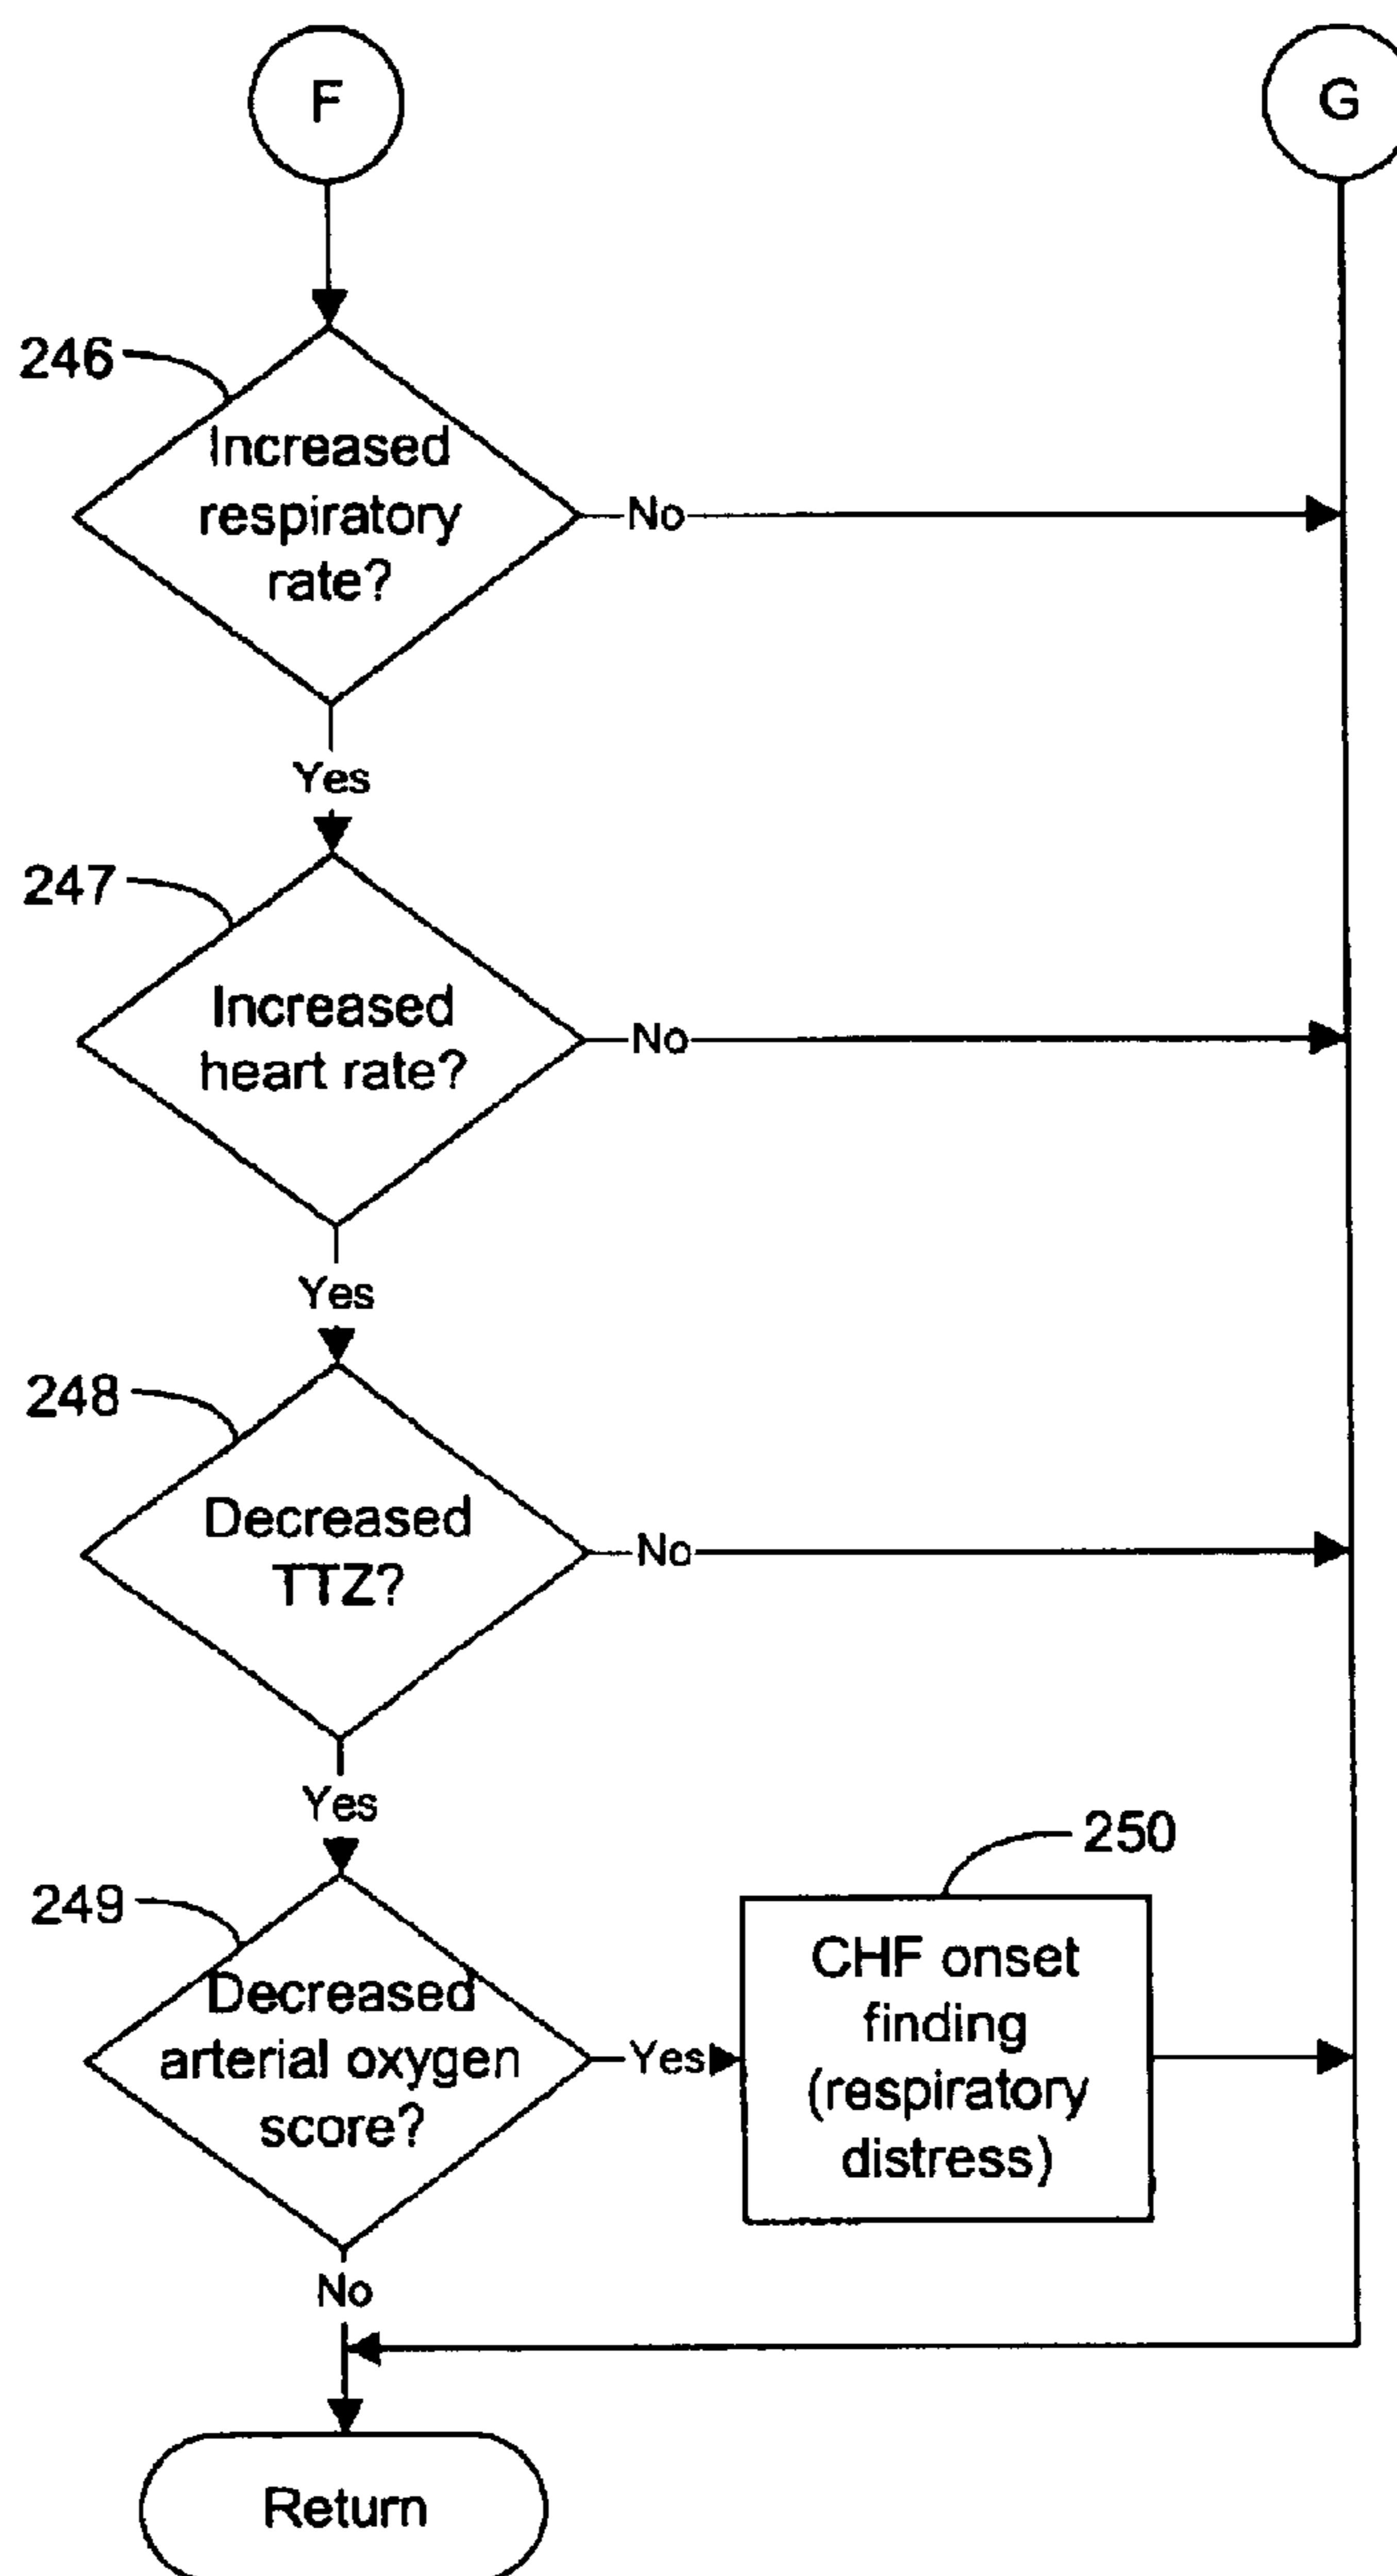 F
G
246
Increased
respiratory
rate?
No
Yes
247
Increased
heart rate?
No
Yes
248
Decreased
TTZ?
No
Yes
249
Decreased
arterial oxygen
score?
Yes
250
CHF onset
finding
(respiratory
distress)
No
Return